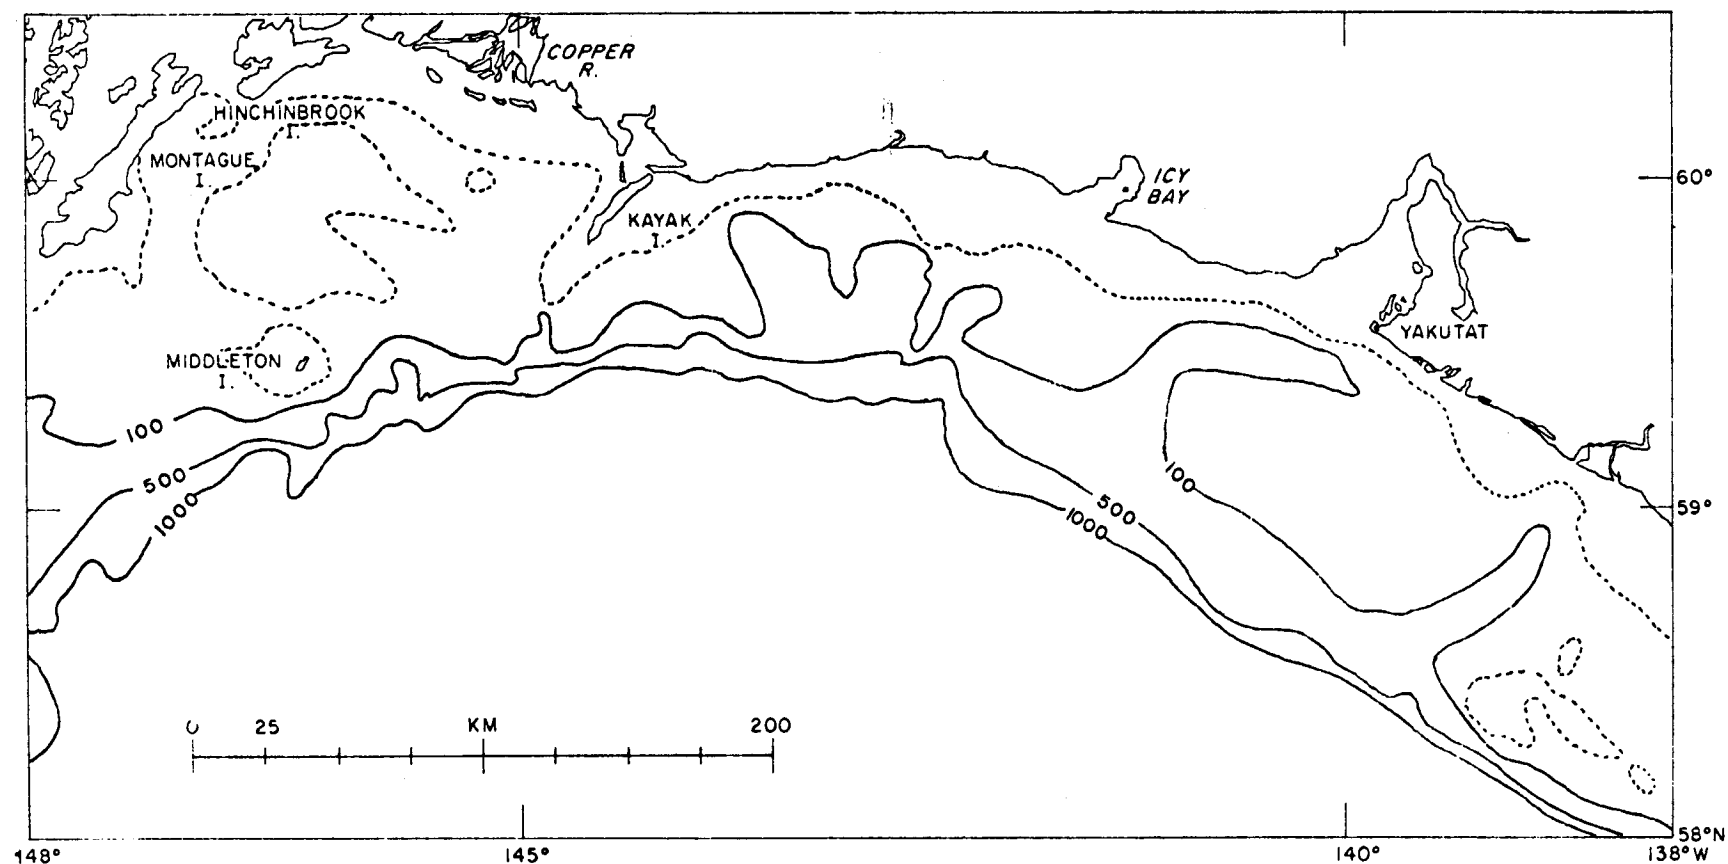 COPPER
R.
HINCHINBROOK
I.
MONTAGUE
I.
ICY
BAY
60°
KAYAK
I.
YAKUTAT
MIDDLETON
I.
100
500
1000
100
500
1000
59°
0 25 KM 200
58°N
148° 145° 140° 138°W